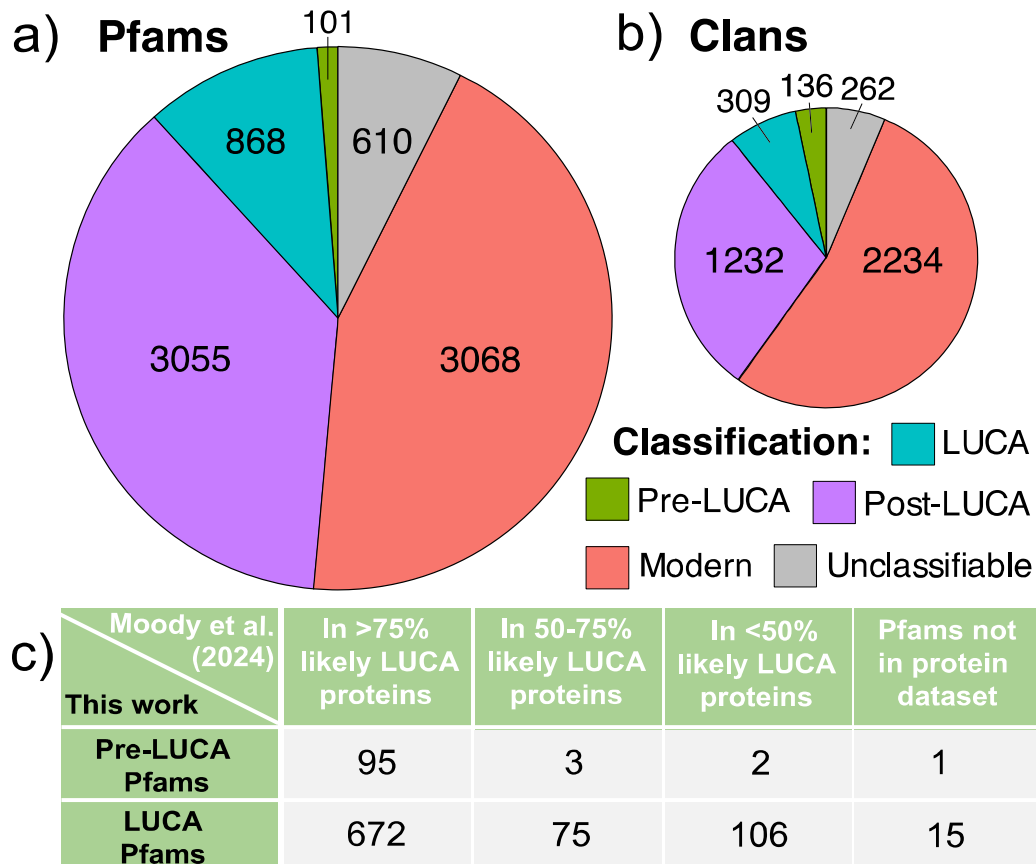 a) Pfams
101
868
610
3055
3068
b) Clans
309
136
262
1232
2234
Classification: LUCA
Pre-LUCA Post-LUCA
Modern Unclassifiable
c)
Moody et al.
(2024)
This work
In >75%
likely LUCA
proteins
In 50-75%
likely LUCA
proteins
In <50%
likely LUCA
proteins
Pfams not
in protein
dataset
Pre-LUCA
Pfams
95 3 2 1
LUCA
Pfams
672 75 106 15